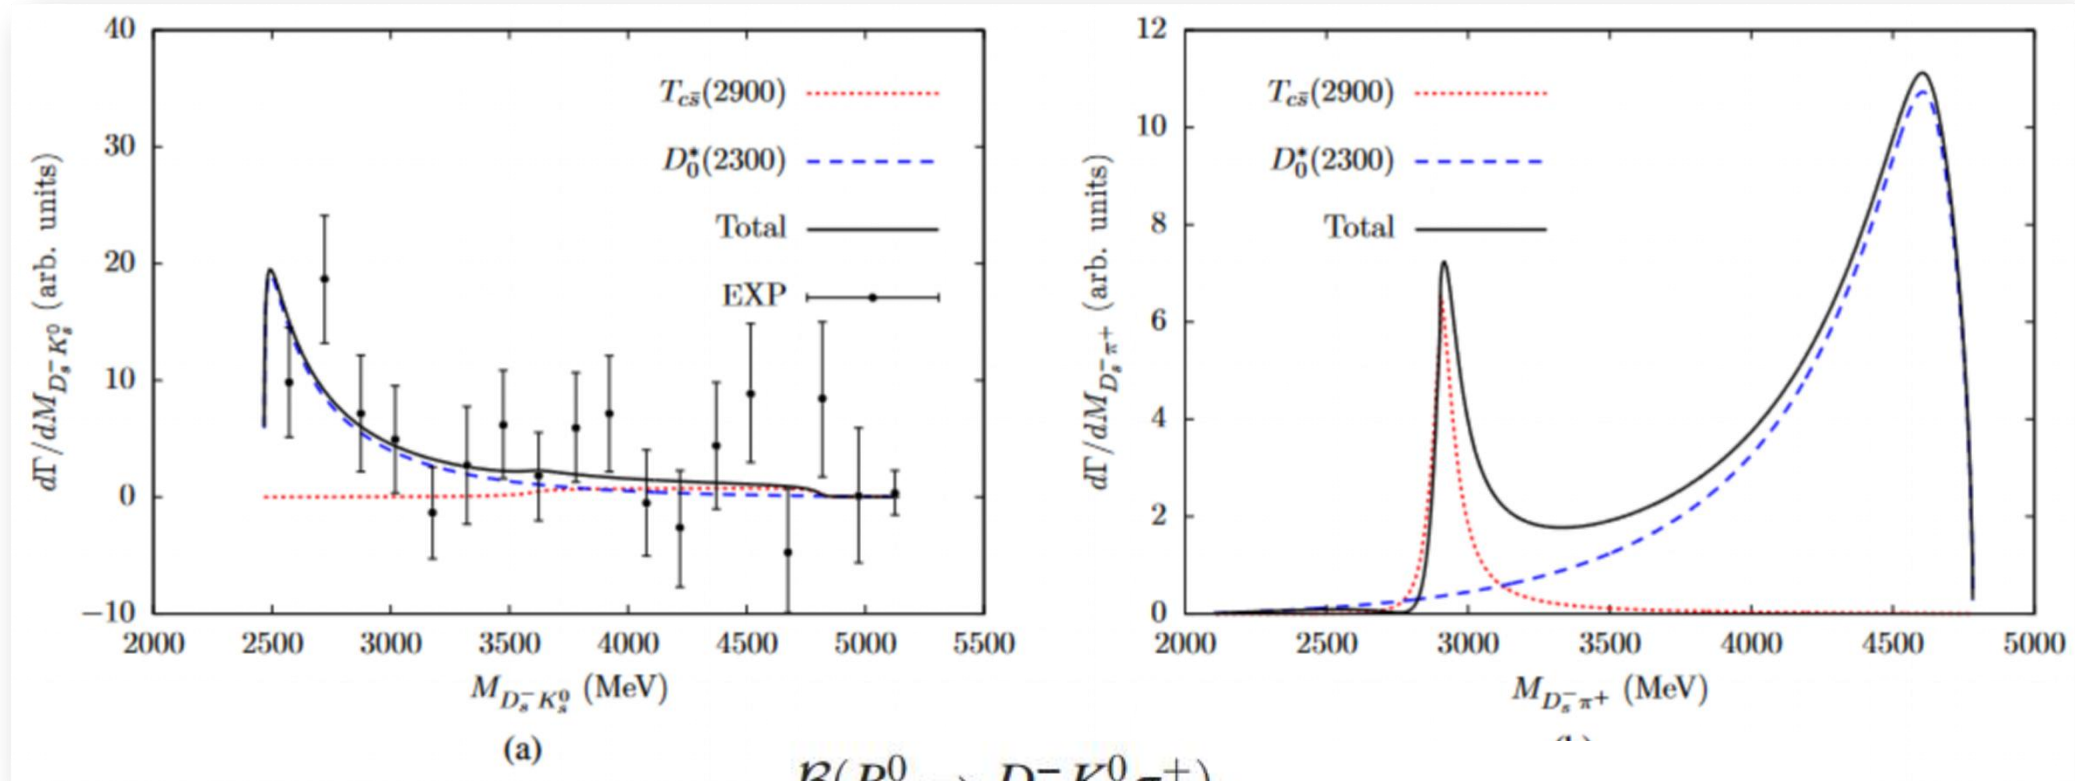 40
30
20
10
0
−10
dΓ/dM_{D_s^- K_s^0} (arb. units)
T_{cs̄}(2900)
D_0^*(2300)
Total
EXP
2000 2500 3000 3500 4000 4500 5000 5500
M_{D_s^- K_s^0} (MeV)
(a)
12
10
8
6
4
2
0
dΓ/dM_{D_s^- π^+} (arb. units)
T_{cs̄}(2900)
D_0^*(2300)
Total
2000 2500 3000 3500 4000 4500 5000
M_{D_s^- π^+} (MeV)